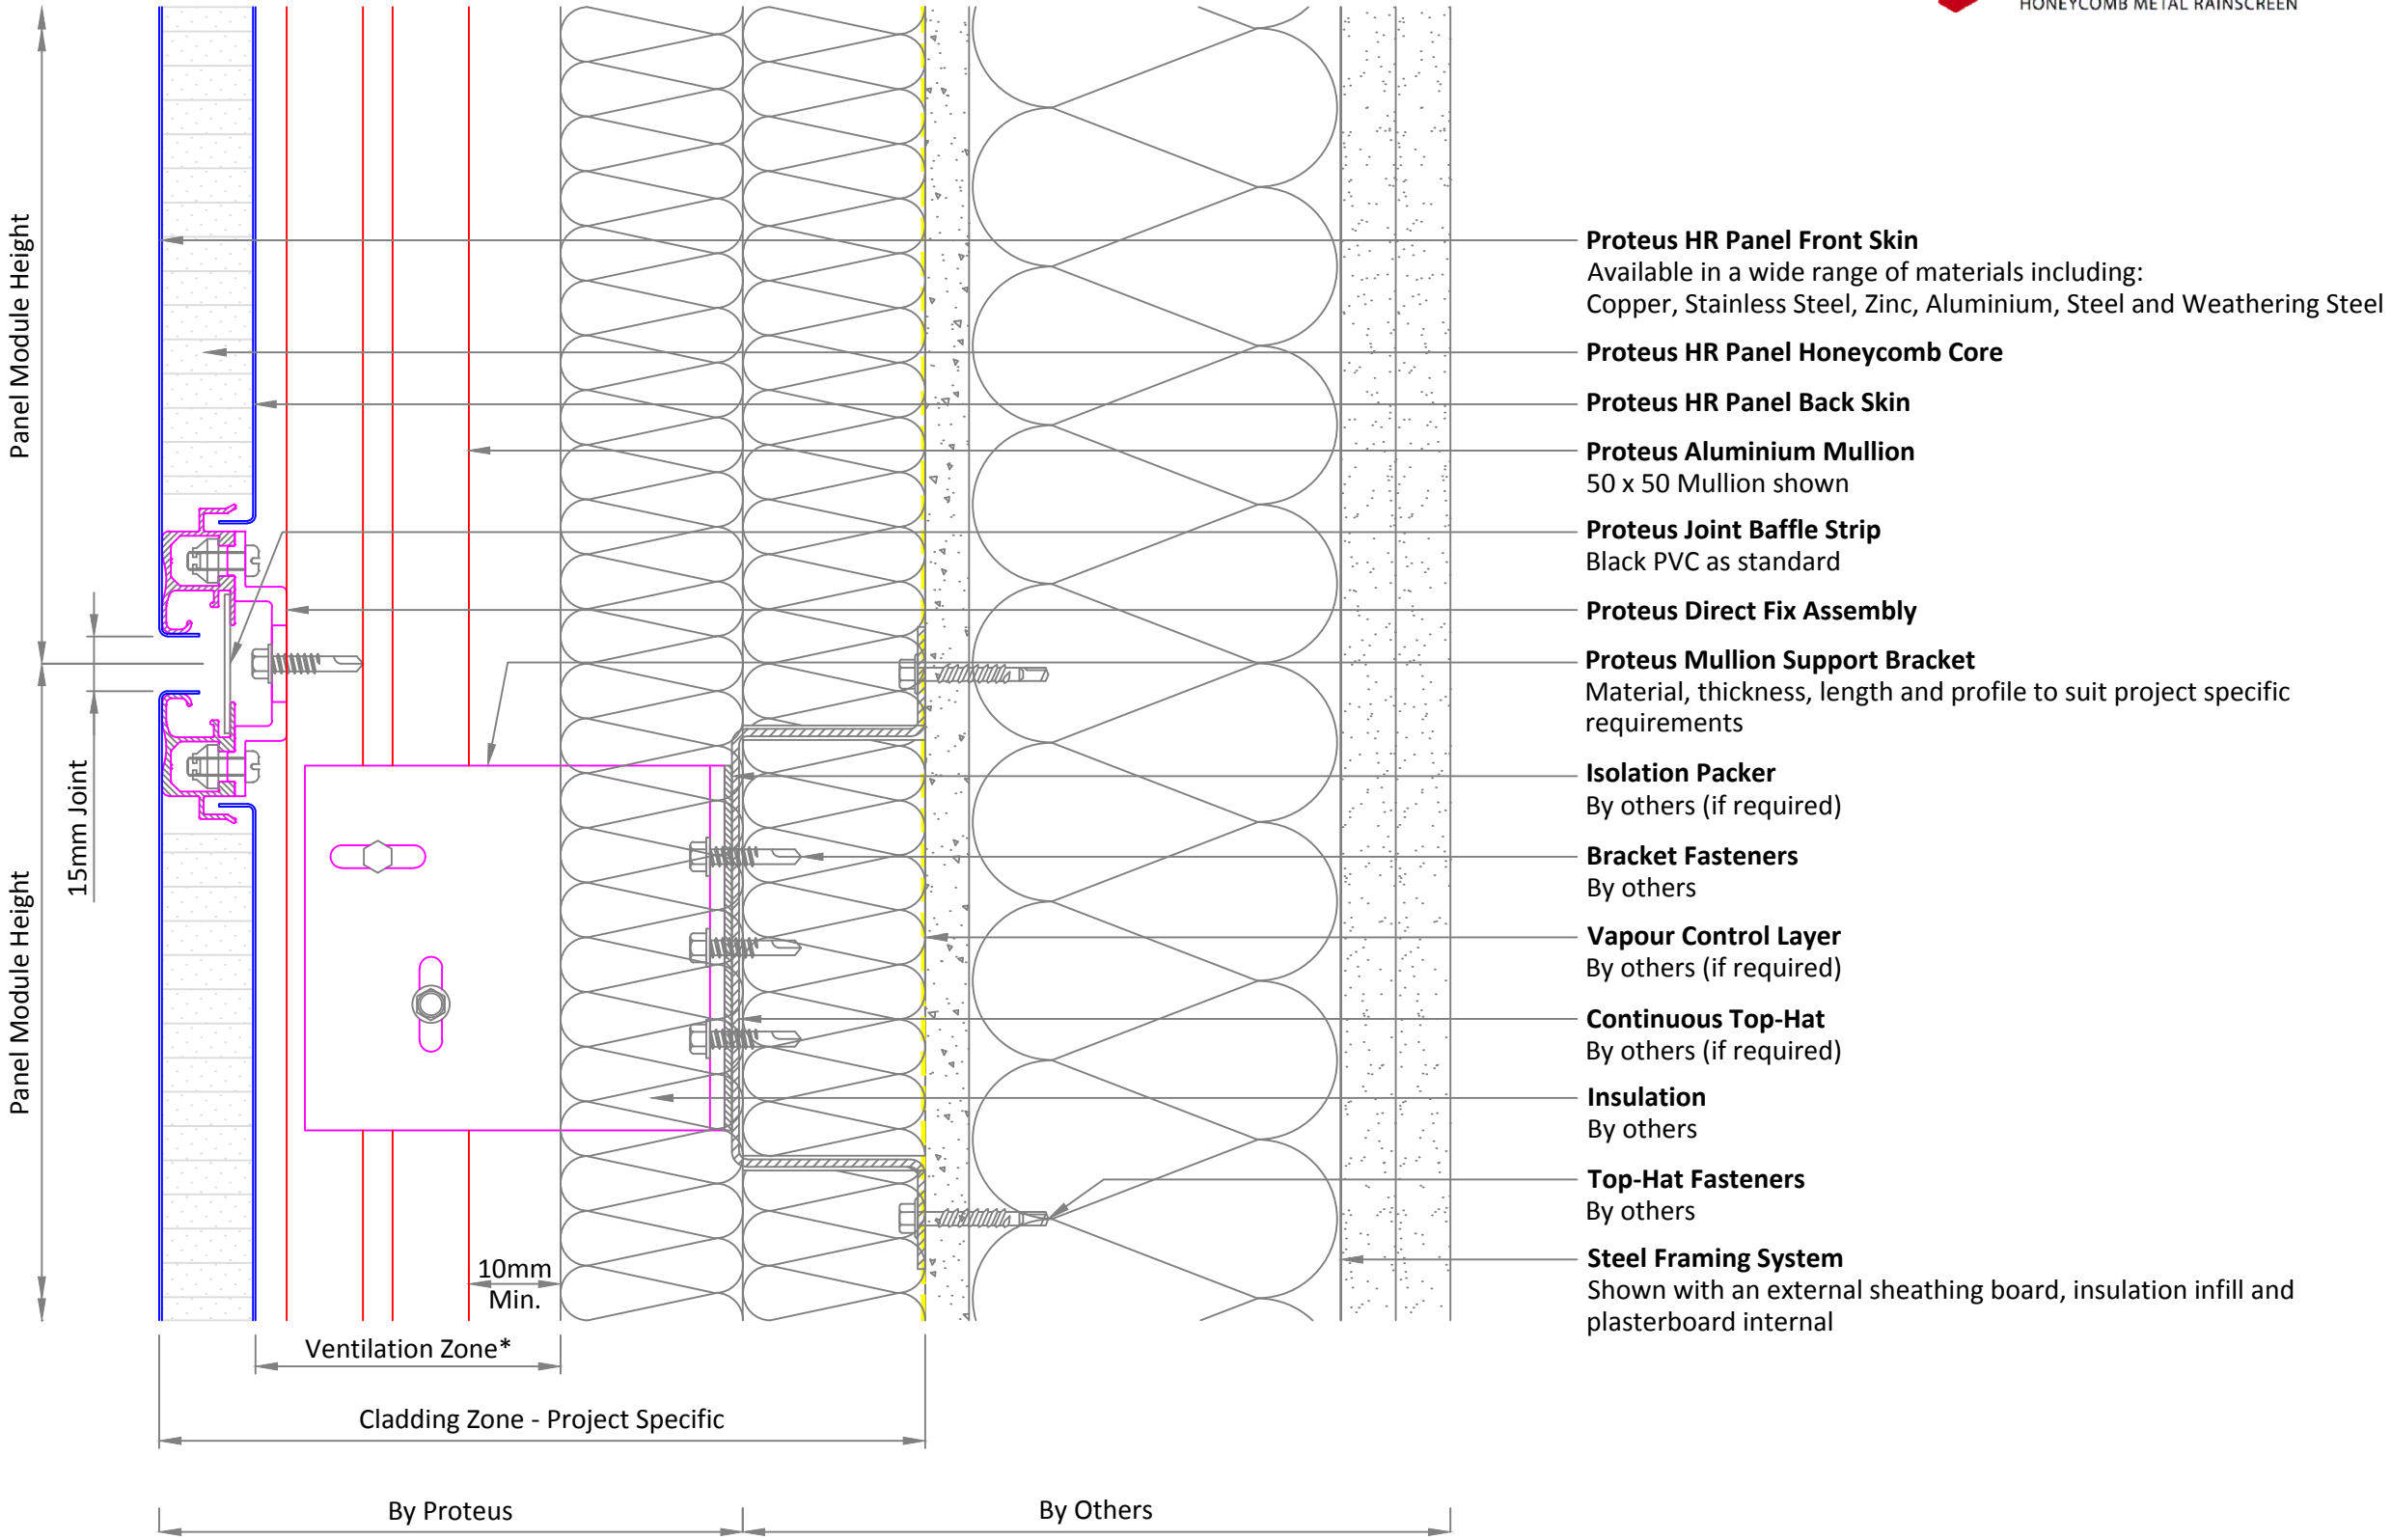 HONEYCOMB METAL RAINSCREEN
Panel Module Height
Proteus HR Panel Front Skin
Available in a wide range of materials including:
Copper, Stainless Steel, Zinc, Aluminium, Steel and Weathering Steel
Proteus HR Panel Honeycomb Core
Proteus HR Panel Back Skin
Proteus Aluminium Mullion
50 x 50 Mullion shown
Proteus Joint Baffle Strip
Black PVC as standard
Proteus Direct Fix Assembly
Proteus Mullion Support Bracket
Material, thickness, length and profile to suit project specific
requirements
Isolation Packer
By others (if required)
Bracket Fasteners
By others
Vapour Control Layer
By others (if required)
Continuous Top-Hat
By others (if required)
Insulation
By others
Top-Hat Fasteners
By others
Steel Framing System
Shown with an external sheathing board, insulation infill and
plasterboard internal
15mm Joint
Panel Module Height
10mm
Min.
Ventilation Zone*
Cladding Zone - Project Specific
By Proteus
By Others